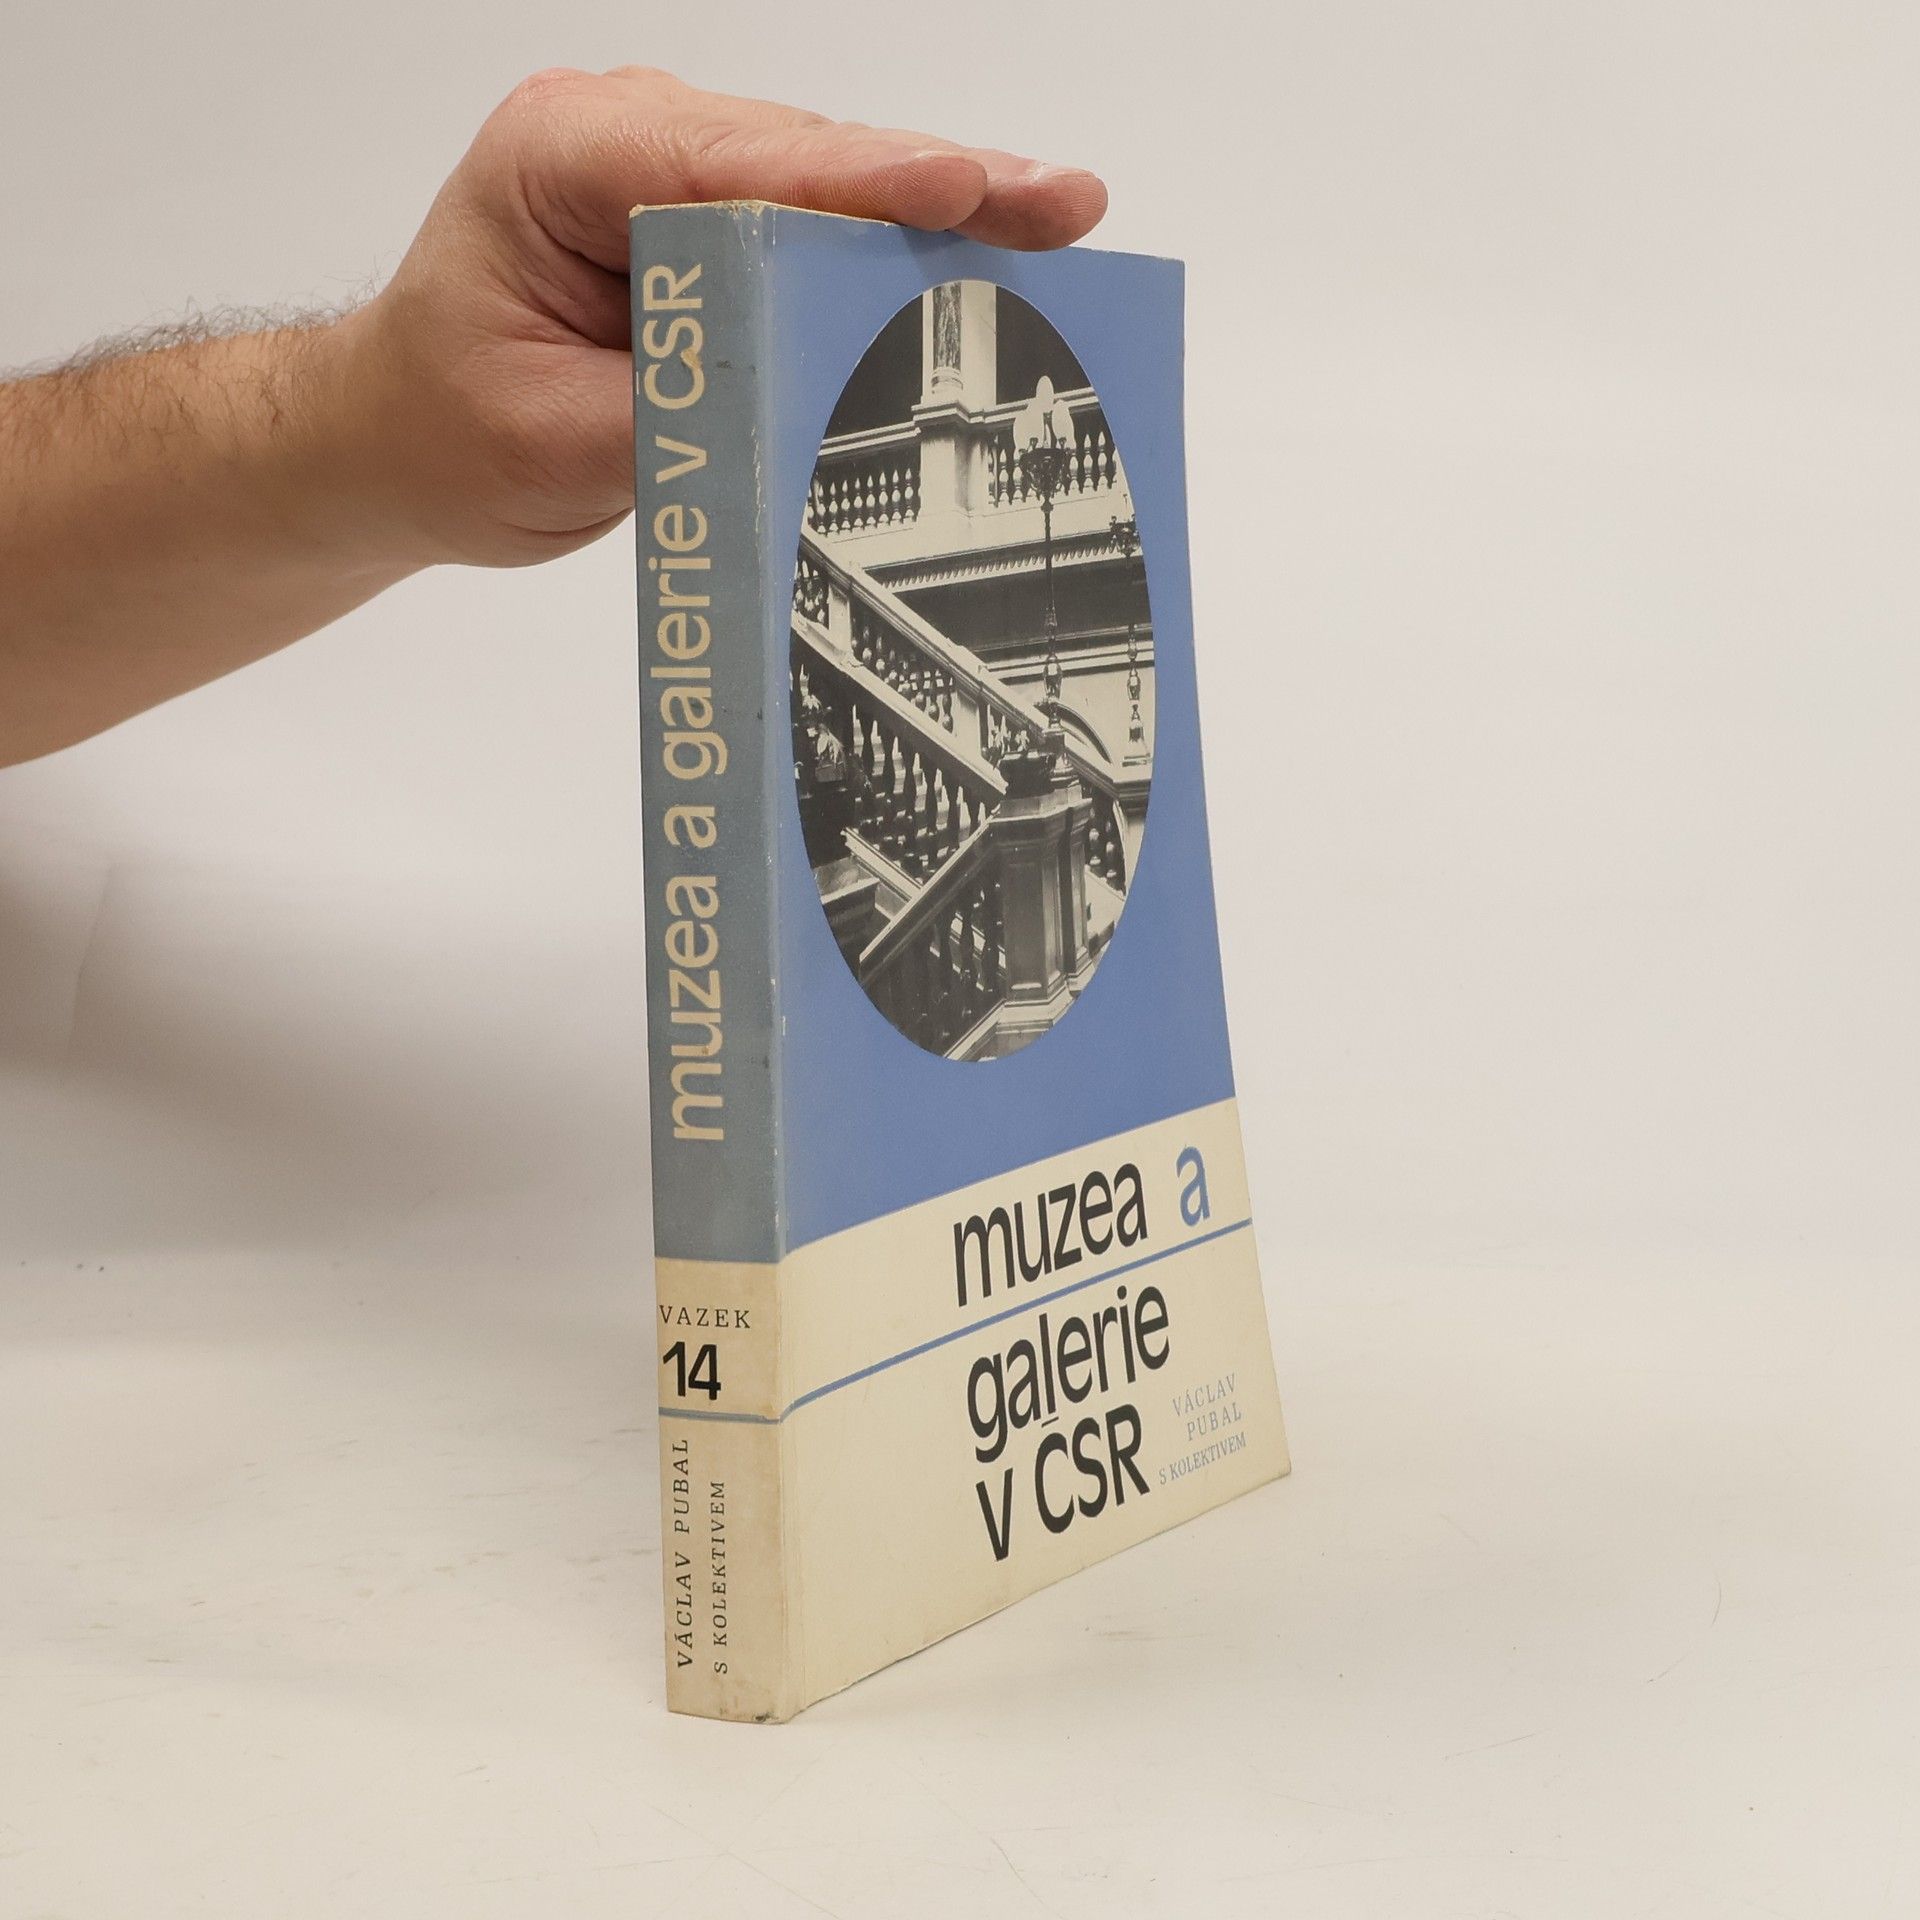 muzea a galerie v ČSR
VAZEK
14
VÁCLAV PUBAL
S KOLEKTIVEM
muzea a
galerie
v ČSR
VÁCLAV
PUBAL
S KOLEKTIVEM